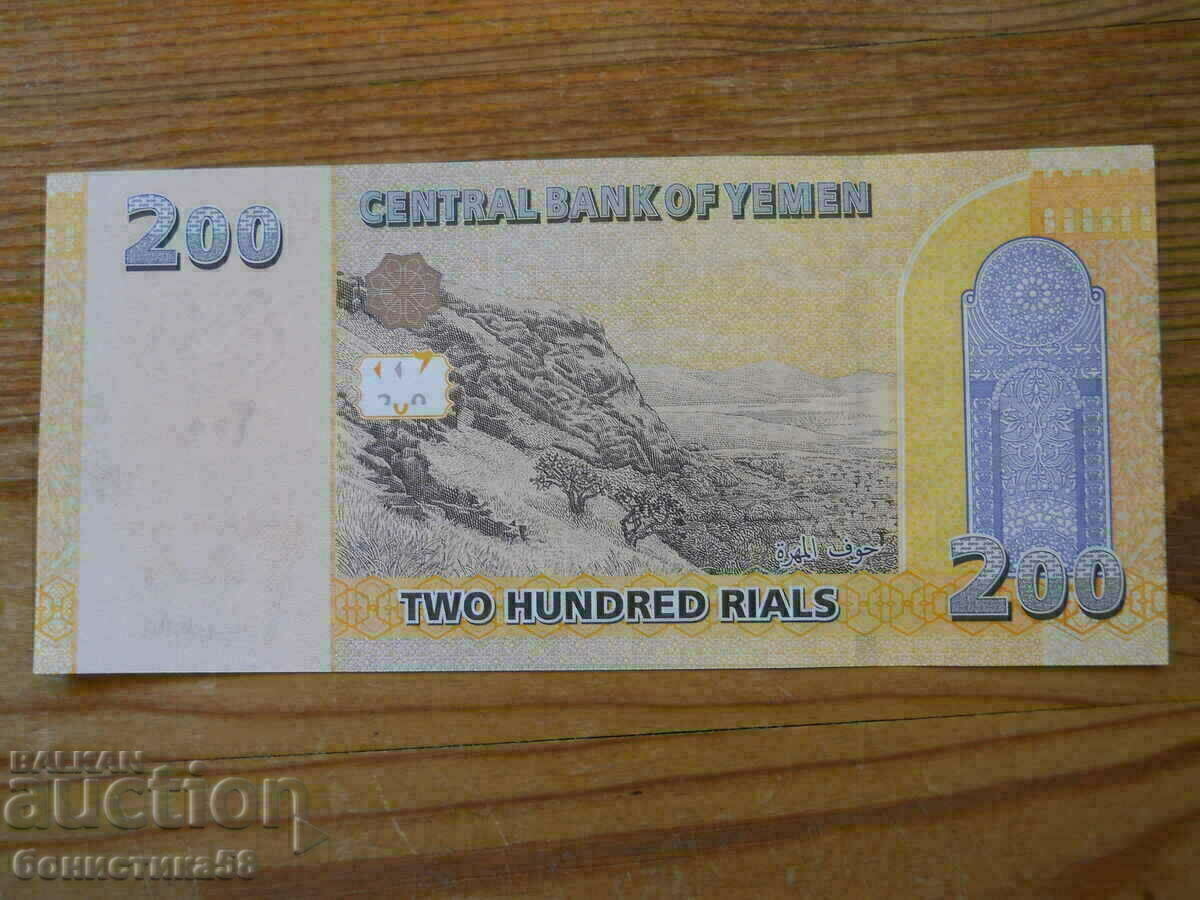 200
CENTRAL BANK OF YEMEN
حوف المهرة
TWO HUNDRED RIALS
200
BALKAN
auction
бонистика58